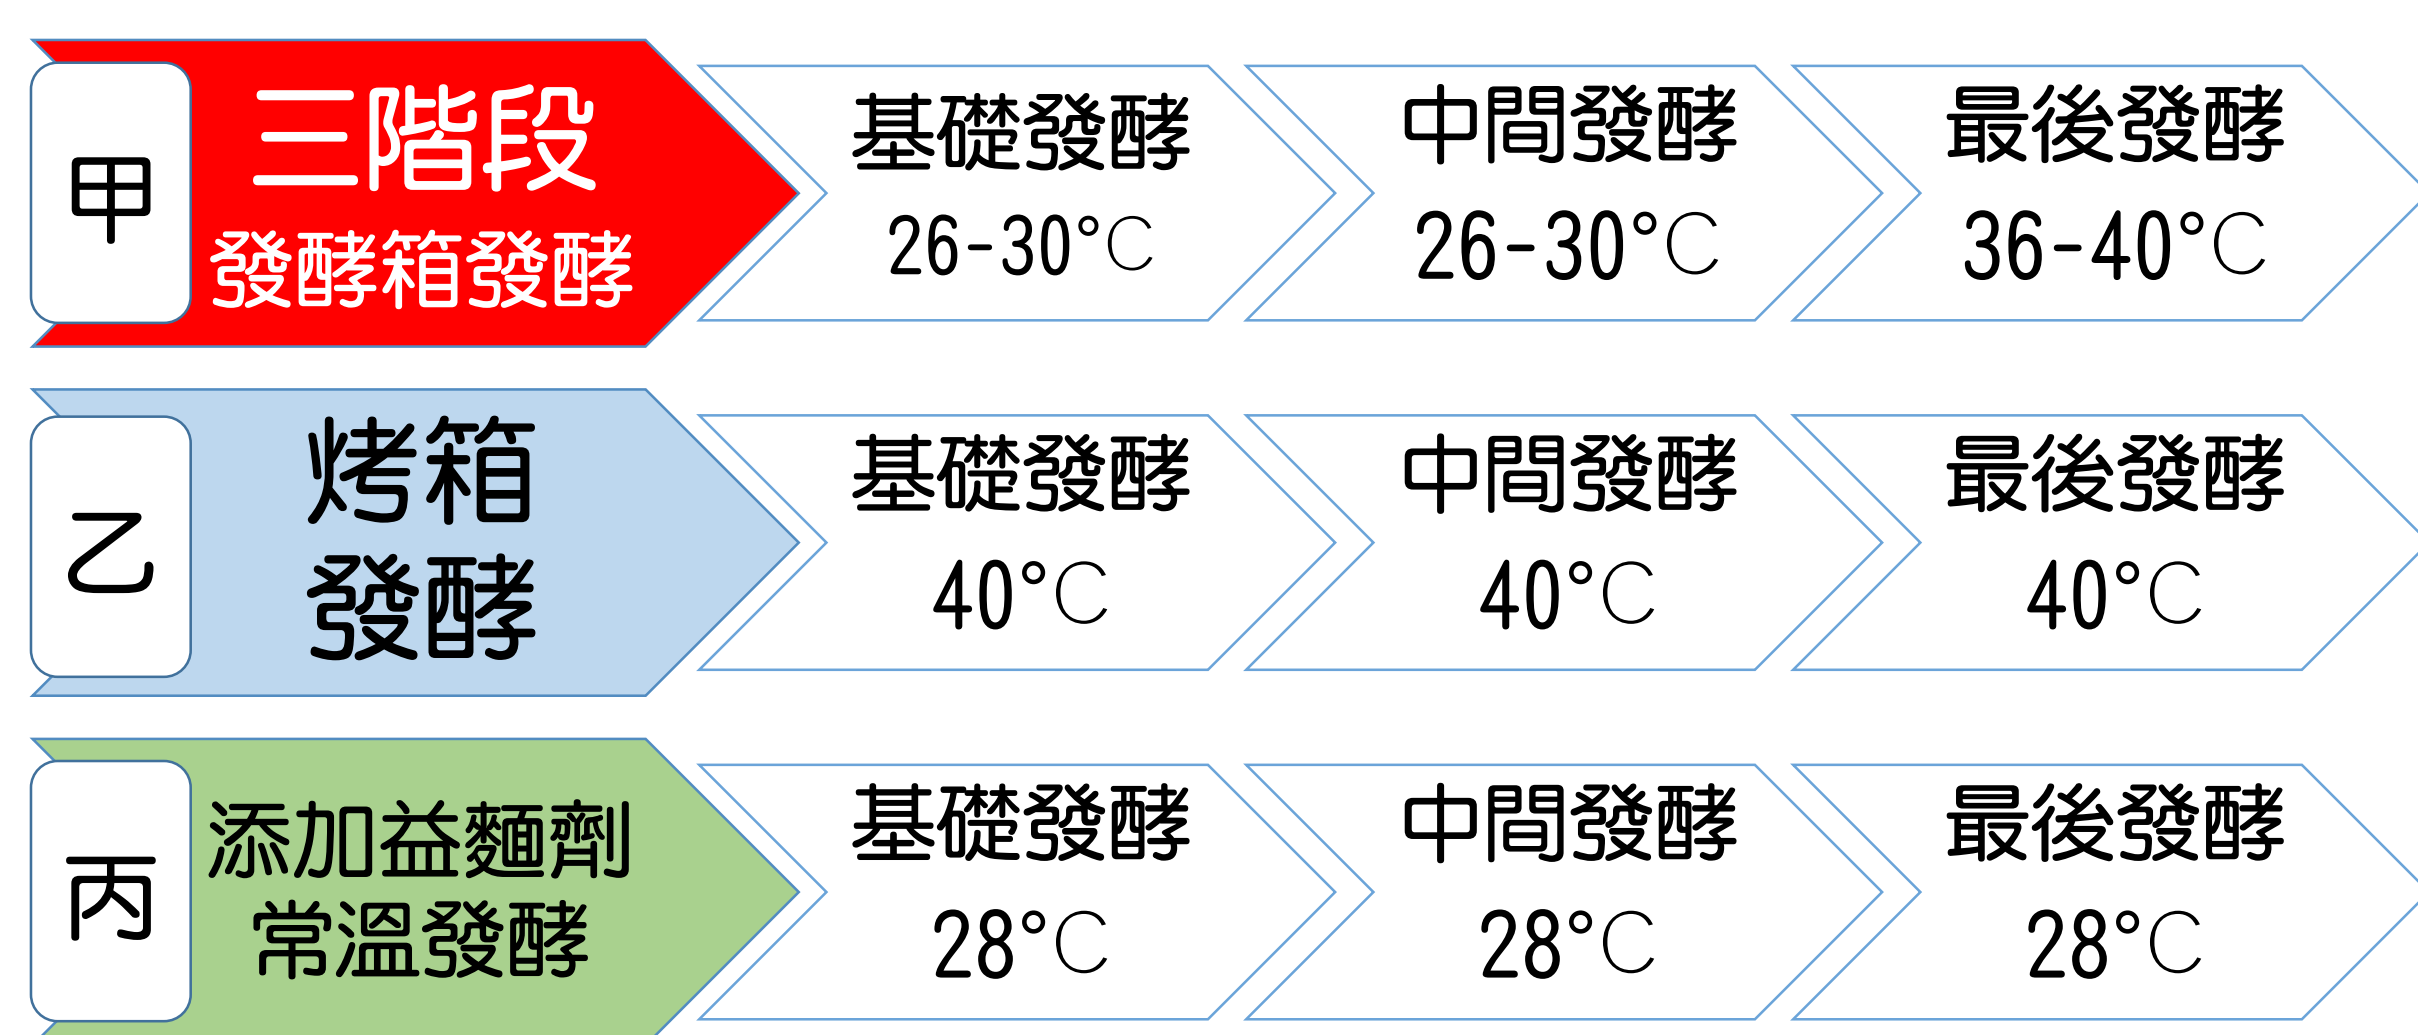 甲
三階段
發酵箱發酵
基礎發酵
26-30°C
中間發酵
26-30°C
最後發酵
36-40°C
乙
烤箱
發酵
基礎發酵
40°C
中間發酵
40°C
最後發酵
40°C
丙
添加益麵劑
常溫發酵
基礎發酵
28°C
中間發酵
28°C
最後發酵
28°C